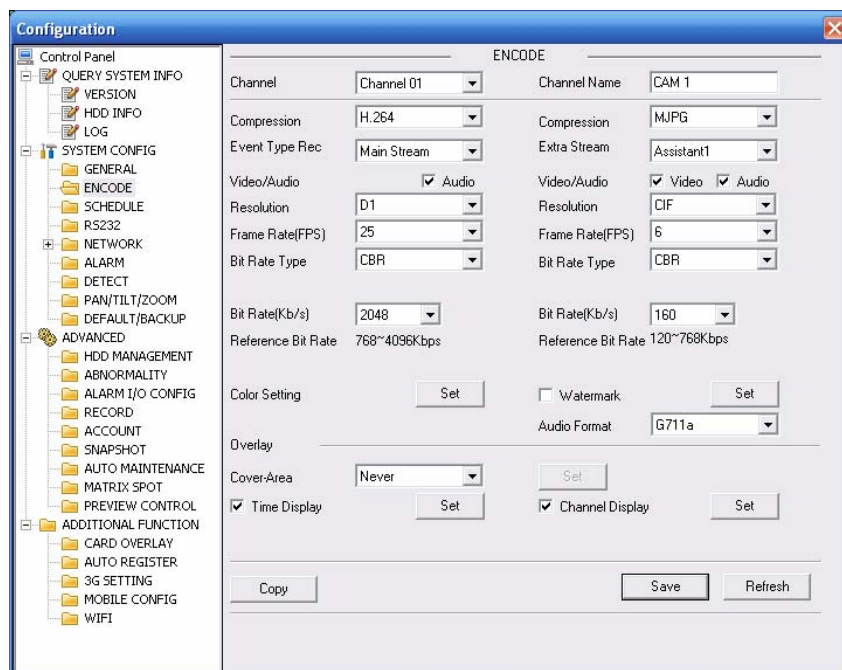 Configuration
Control Panel
QUERY SYSTEM INFO
VERSION
HDD INFO
LOG
SYSTEM CONFIG
GENERAL
ENCODE
SCHEDULE
RS232
NETWORK
ALARM
DETECT
PAN/TILT/ZOOM
DEFAULT/BACKUP
ADVANCED
HDD MANAGEMENT
ABNORMALITY
ALARM I/O CONFIG
RECORD
ACCOUNT
SNAPSHOT
AUTO MAINTENANCE
MATRIX SPOT
PREVIEW CONTROL
ADDITIONAL FUNCTION
CARD OVERLAY
AUTO REGISTER
3G SETTING
MOBILE CONFIG
WIFI
ENCODE
Channel Channel 01 Channel Name CAM 1
Compression H.264 Compression MJPG
Event Type Rec Main Stream Extra Stream Assistant1
Video/Audio Audio Video/Audio Video Audio
Resolution D1 Resolution CIF
Frame Rate(FPS) 25 Frame Rate(FPS) 6
Bit Rate Type CBR Bit Rate Type CBR
Bit Rate(Kb/s) 2048 Bit Rate(Kb/s) 160
Reference Bit Rate 768~4096Kbps Reference Bit Rate 120~768Kbps
Color Setting Set Watermark Set
Audio Format G711a
Overlay
Cover-Area Never Set
Time Display Set Channel Display Set
Copy Save Refresh